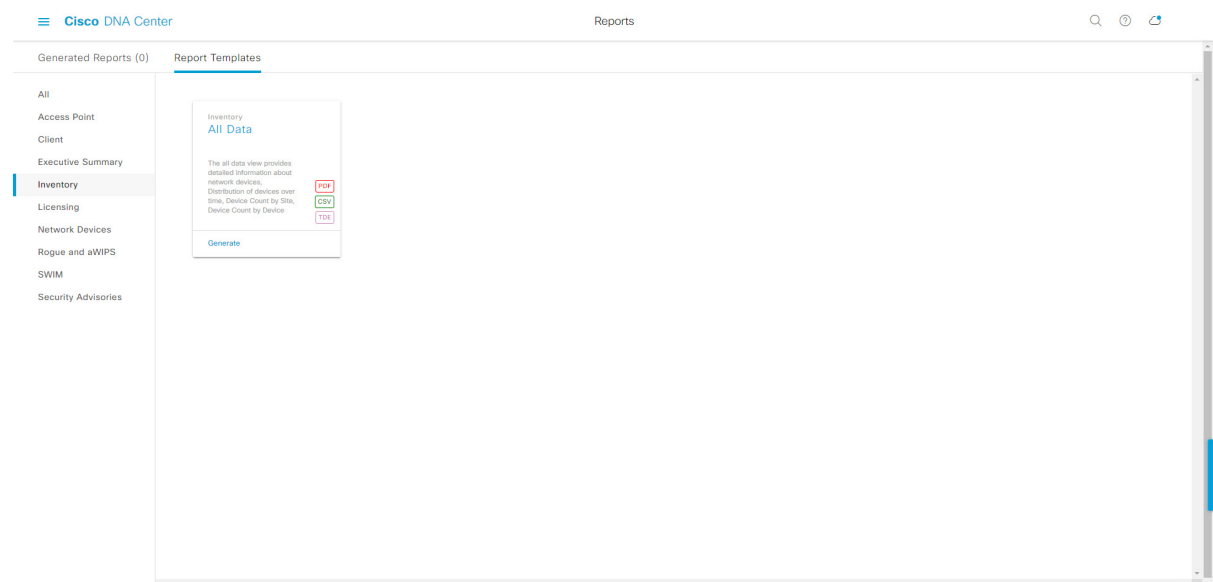 Cisco DNA Center
Reports
Generated Reports (0)
Report Templates
All
Access Point
Client
Executive Summary
Inventory
Licensing
Network Devices
Rogue and aWIPS
SWIM
Security Advisories
Inventory
All Data
The all data view provides
detailed information about
network devices,
Distribution of devices over
time, Device Count by Site,
Device Count by Device
PDF
CSV
TDE
Generate